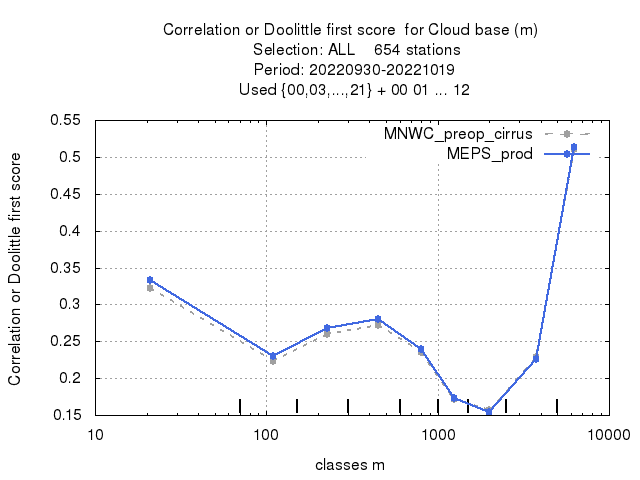 Correlation or Doolittle first score  for Cloud base (m)
Selection: ALL    654 stations
Period: 20220930-20221019
Used {00,03,...,21} + 00 01 ... 12
MNWC_preop_cirrus
MEPS_prod
Correlation or Doolittle first score
0.55
0.5
0.45
0.4
0.35
0.3
0.25
0.2
0.15
10
100
1000
10000
classes m